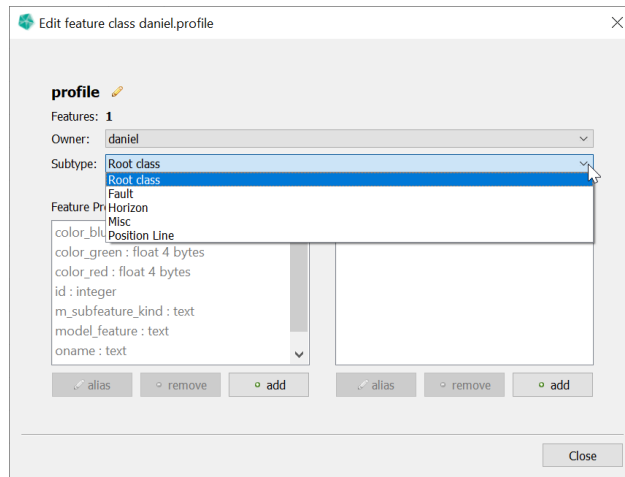 Edit feature class daniel.profile
profile
Features: 1
Owner: daniel
Subtype: Root class
Root class
Fault
Horizon
Misc
Position Line
Feature Pr
color_blu
color_green : float 4 bytes
color_red : float 4 bytes
id : integer
m_subfeature_kind : text
model_feature : text
oname : text
alias remove add alias remove add
Close